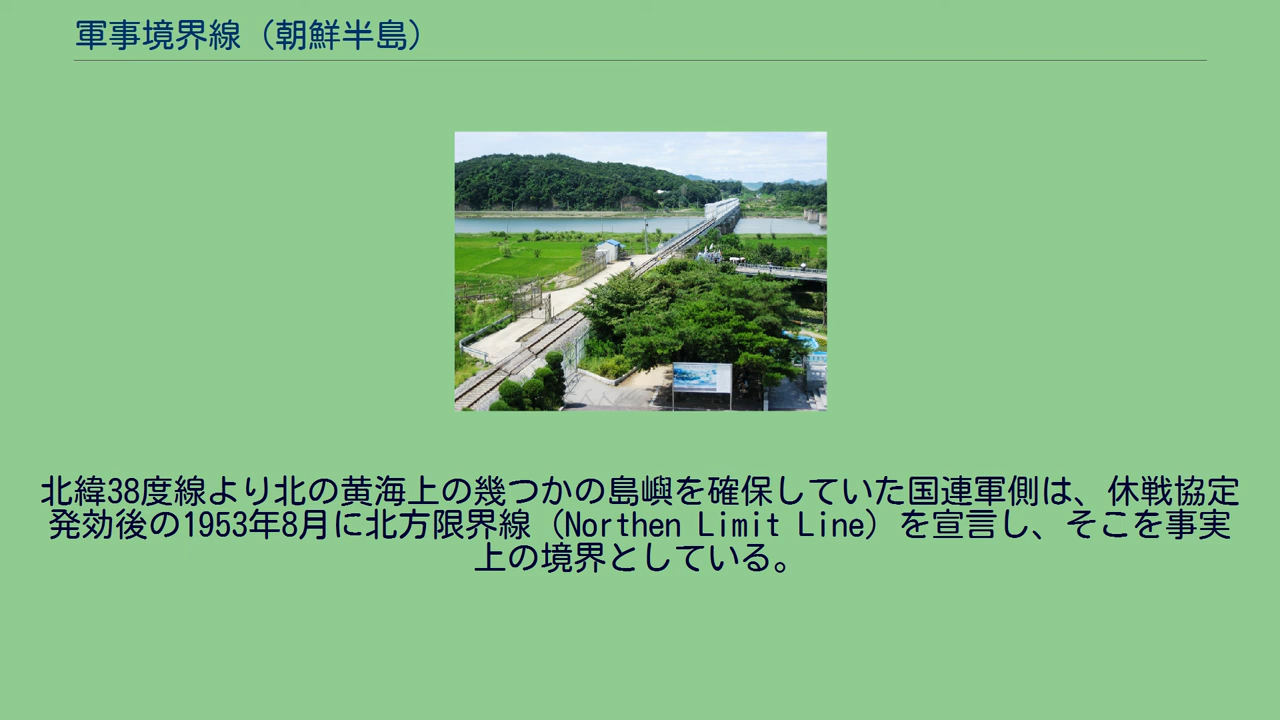 軍事境界線（朝鮮半島）
北緯38度線より北の黄海上の幾つかの島嶼を確保していた国連軍側は、休戦協定
発効後の1953年8月に北方限界線（Northen Limit Line）を宣言し、そこを事実
上の境界としている。